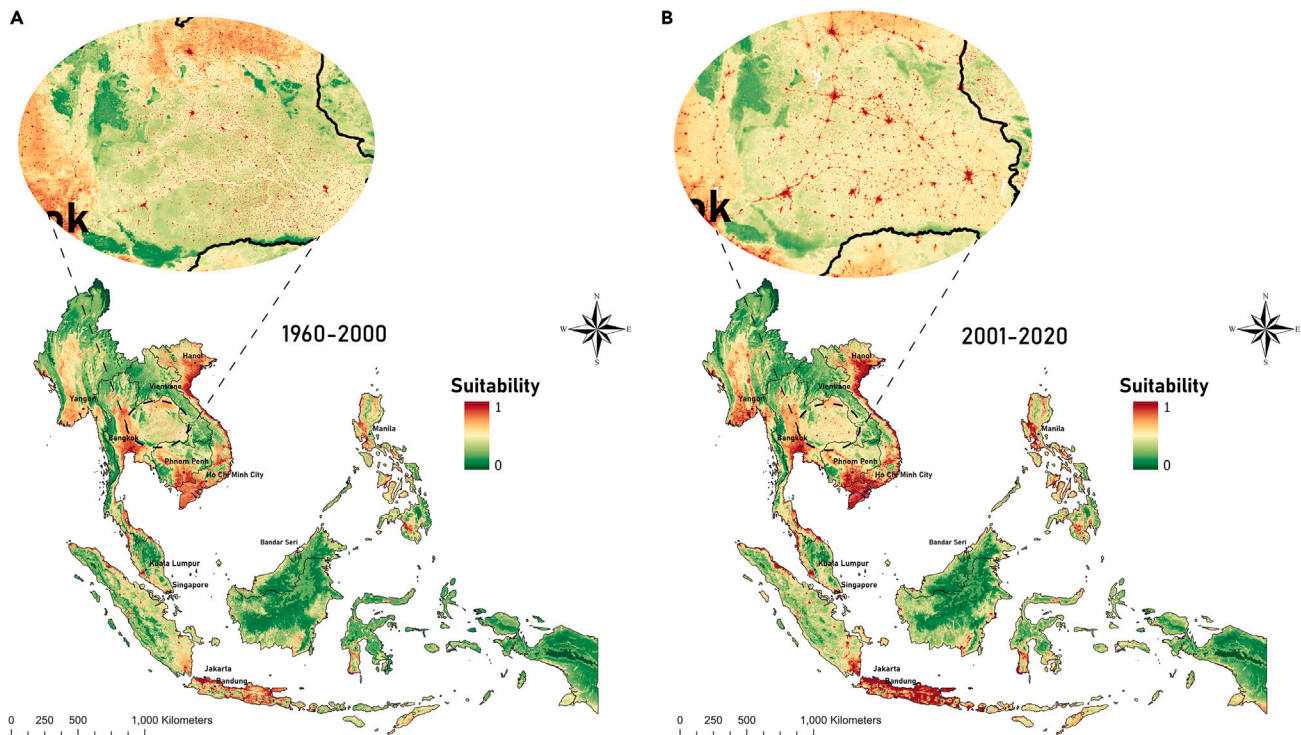 A
ok
1960-2000
N
W
E
S
Hanoi
Vientiane
Yangon
Bangkok
Phnom Penh
Ho Chi Minh City
Manila
Suitability
1
0
Bandar Seri
Kuala Lumpur
Singapore
Jakarta
Bandung
0 250 500 1,000 Kilometers
B
ok
2001-2020
N
W
E
S
Hanoi
Vientiane
Yangon
Bangkok
Phnom Penh
Ho Chi Minh City
Manila
Suitability
1
0
Bandar Seri
Kuala Lumpur
Singapore
Jakarta
Bandung
0 250 500 1,000 Kilometers